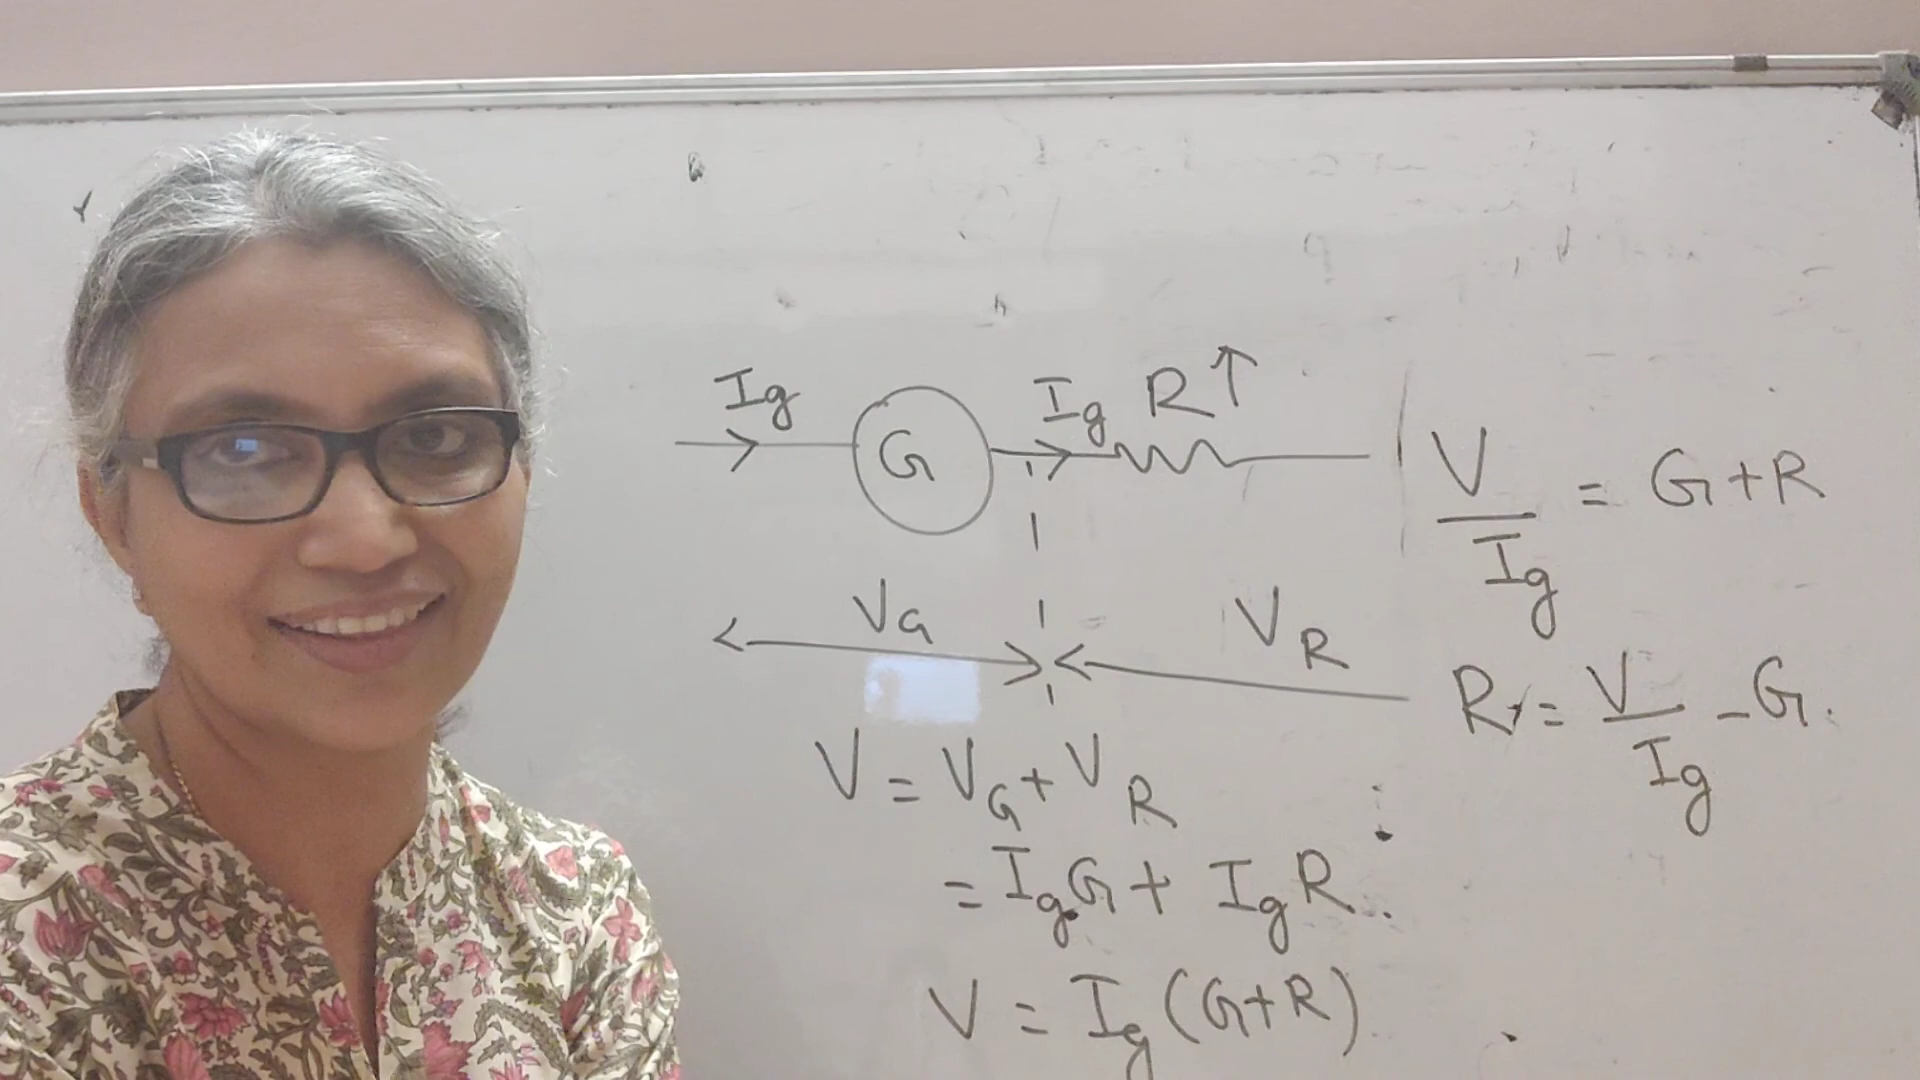 Ig G Ig R↑
VG VR
V = VG + VR
= IgG + IgR.
V = Ig (G+R)
V/Ig = G+R
R = V/Ig - G.